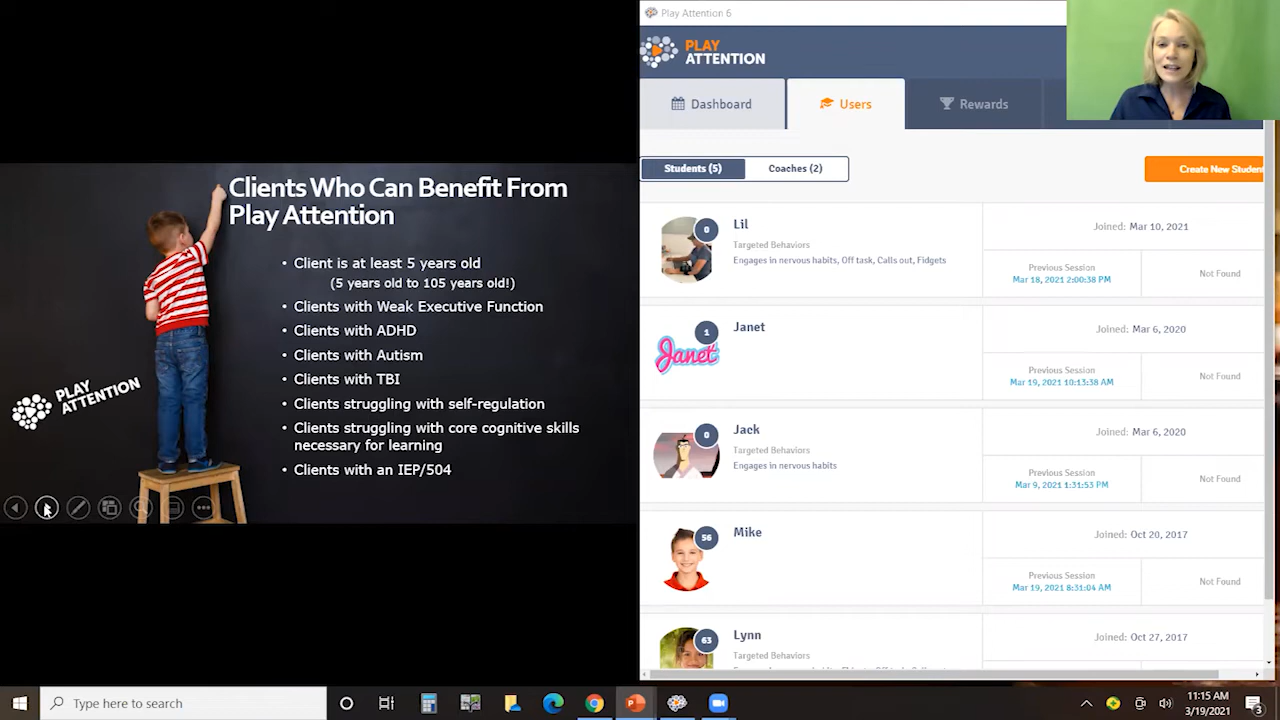 Clients Who Can Benefit From
Play Attention
• Client is at least 5 years old
(5 years old to 105 years old!)
• Clients with Weak Executive Function
• Clients with ADHD
• Clients with Autism
• Clients with TBI
• Clients struggling with self-regulation
• Clients struggling with core cognitive skills
necessary for learning
• Clients with an IEP/504
PLAY
ATTENTION
Play Attention 6
PLAY
ATTENTION
Dashboard
Users
Rewards
Students (5)
Coaches (2)
Create New Student
0
Lil
Targeted Behaviors
Engages in nervous habits, Off task, Calls out, Fidgets
Joined: Mar 10, 2021
Previous Session
Mar 18, 2021 2:00:38 PM
Not Found
1
Janet
Janet
Joined: Mar 6, 2020
Previous Session
Mar 19, 2021 10:13:38 AM
Not Found
0
Jack
Targeted Behaviors
Engages in nervous habits
Joined: Mar 6, 2020
Previous Session
Mar 9, 2021 1:31:53 PM
Not Found
56
Mike
Joined: Oct 20, 2017
Previous Session
Mar 19, 2021 8:31:04 AM
Not Found
63
Lynn
Targeted Behaviors
Joined: Oct 27, 2017
Type here to search
11:15 AM
3/19/2021
3